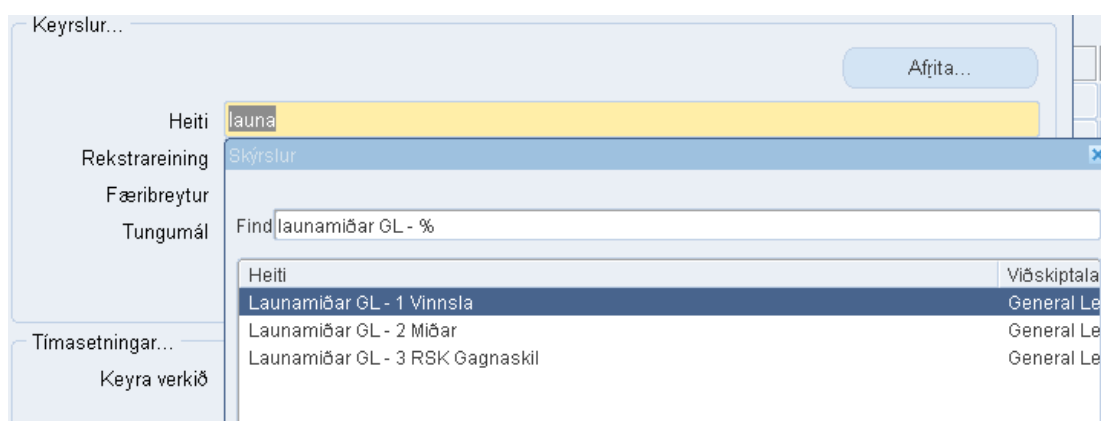 Keyrslur...
Afrita...
Heiti launa
Rekstrareining
Skýrslur
Færibreytur
Tungumál
Find launamiðar GL - %
Heiti Viðskiptala
Launamiðar GL - 1 Vinnsla General Le
Launamiðar GL - 2 Miðar General Le
Launamiðar GL - 3 RSK Gagnaskil General Le
Tímasetningar...
Keyra verkið